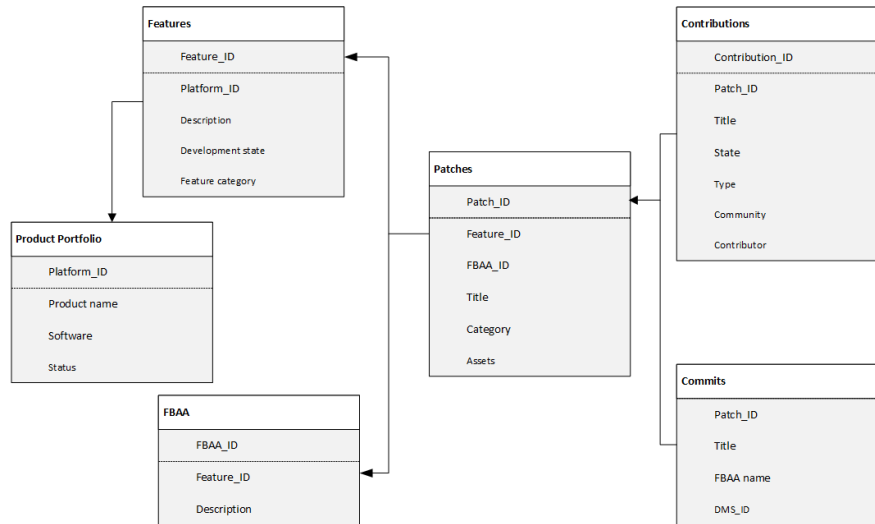 Features
Feature_ID
Platform_ID
Description
Development state
Feature category
Product Portfolio
Platform_ID
Product name
Software
Status
FBAA
FBAA_ID
Feature_ID
Description
Patches
Patch_ID
Feature_ID
FBAA_ID
Title
Category
Assets
Contributions
Contribution_ID
Patch_ID
Title
State
Type
Community
Contributor
Commits
Patch_ID
Title
FBAA name
DMS_ID